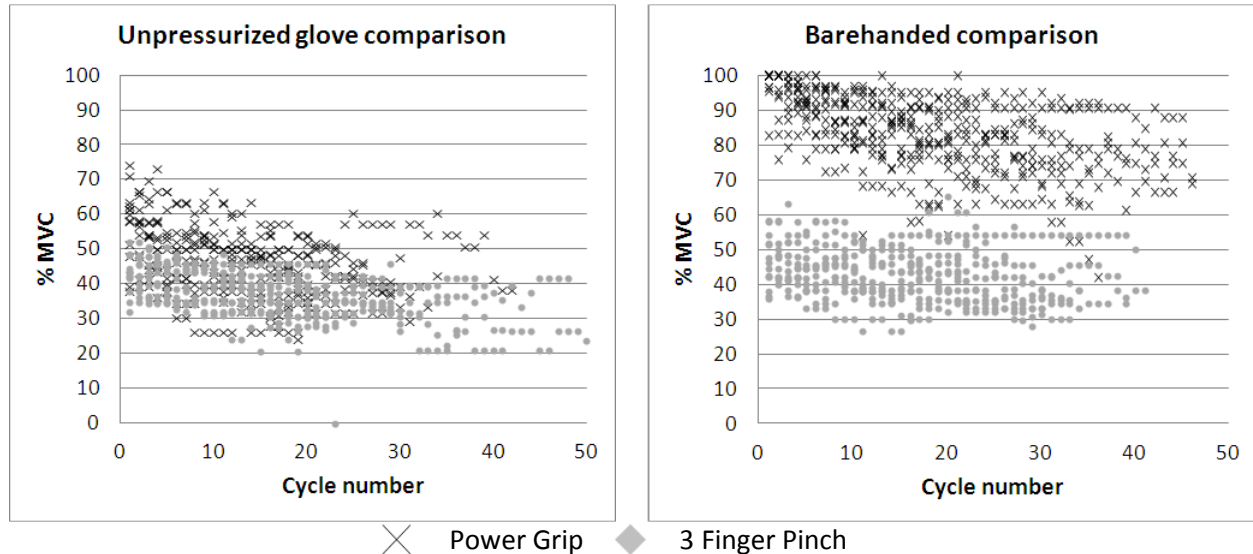 Unpressurized glove comparison
% MVC
100
90
80
70
60
50
40
30
20
10
0
0 10 20 30 40 50
Cycle number
Barehanded comparison
% MVC
100
90
80
70
60
50
40
30
20
10
0
0 10 20 30 40 50
Cycle number
Power Grip 3 Finger Pinch